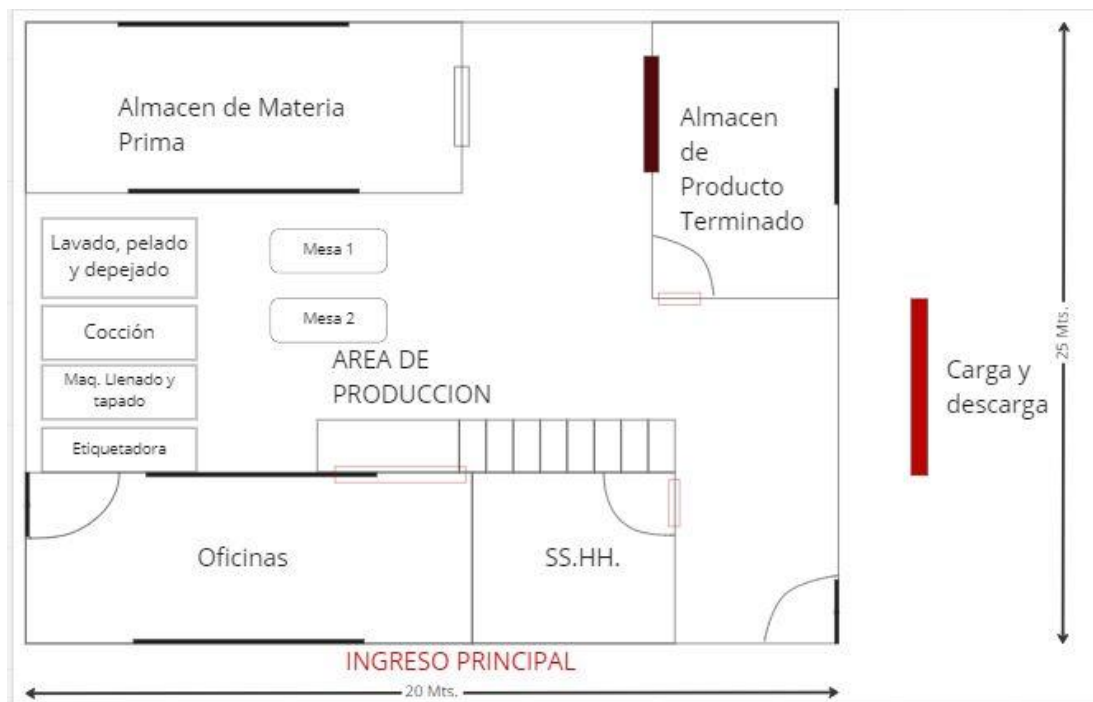 Almacen de Materia
Prima
Almacen
de
Producto
Terminado
Lavado, pelado
y depejado
Mesa 1
Cocción
Mesa 2
AREA DE
PRODUCCION
Maq. Llenado y
tapado
Etiquetadora
Carga y
descarga
25 Mts.
Oficinas
SS.HH.
INGRESO PRINCIPAL
20 Mts.